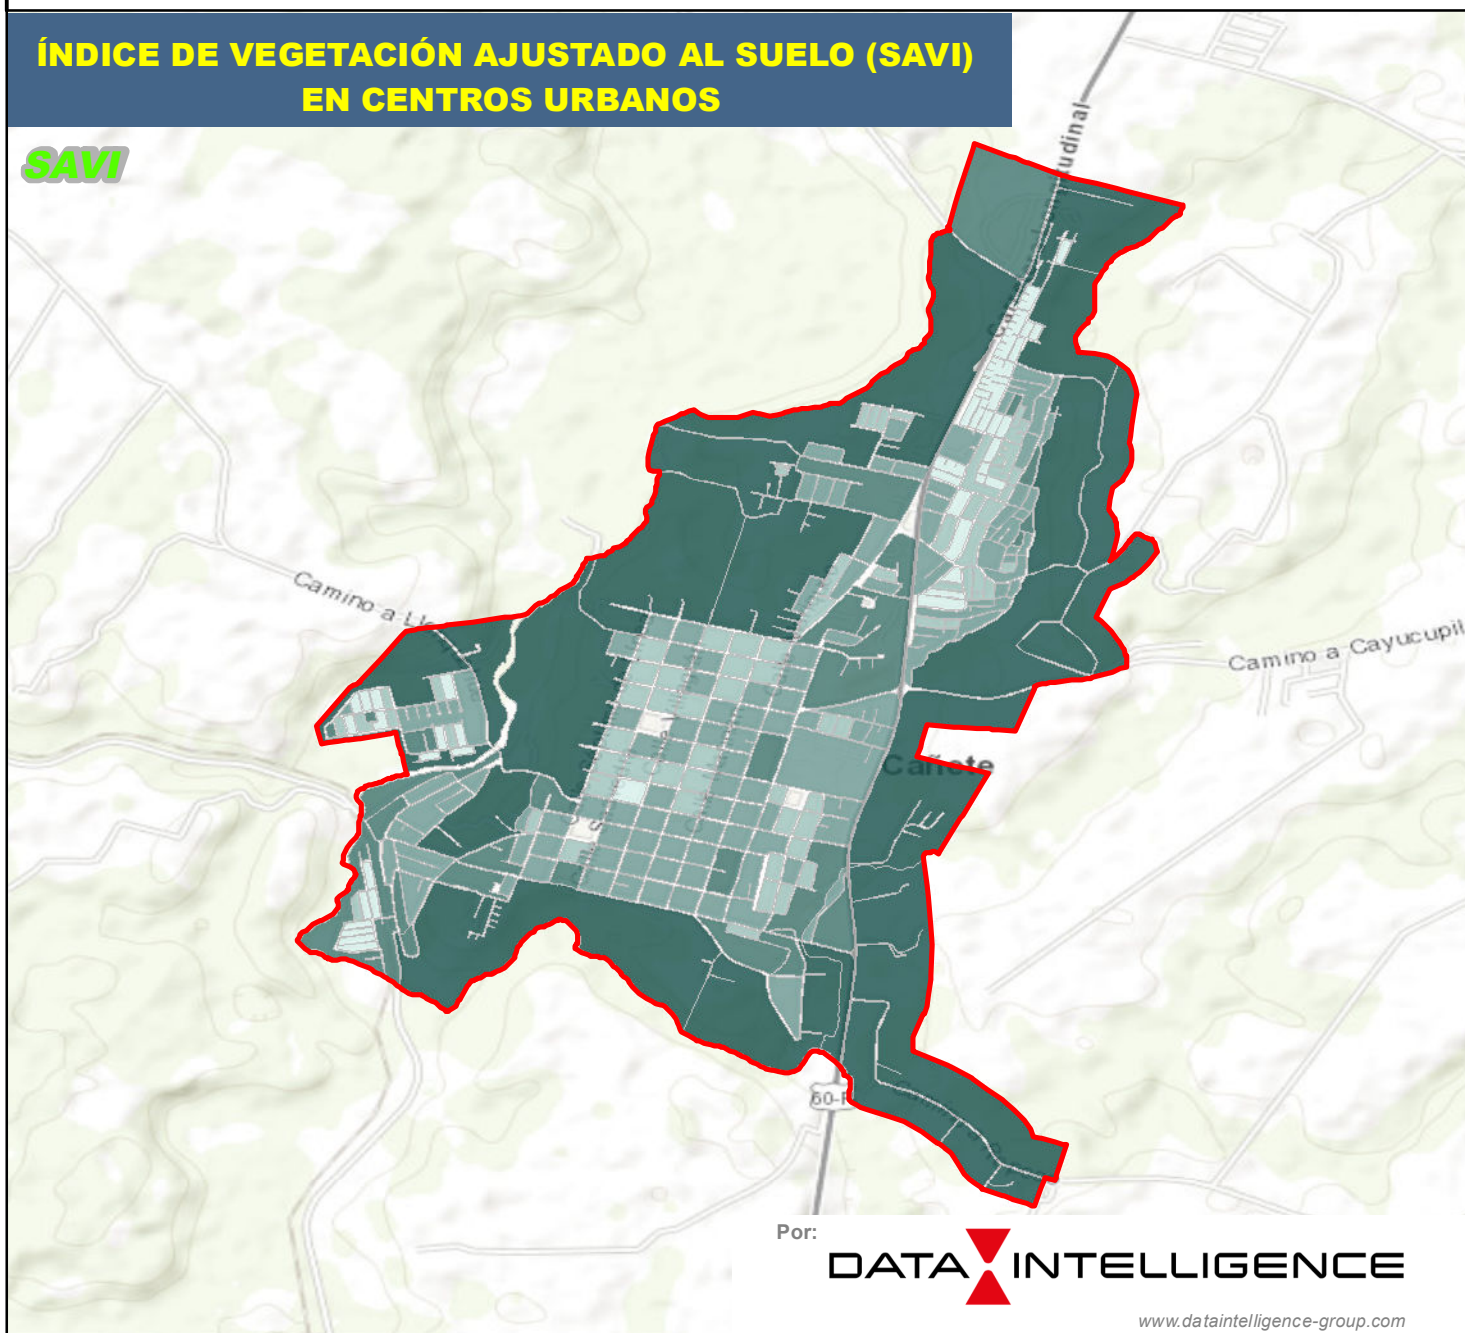 ÍNDICE DE VEGETACIÓN AJUSTADO AL SUELO (SAVI)
EN CENTROS URBANOS
SAVI
Camino a
Camino a Cayucupil
Cañete
60-P
Por:
DATA INTELLIGENCE
www.dataintelligence-group.com